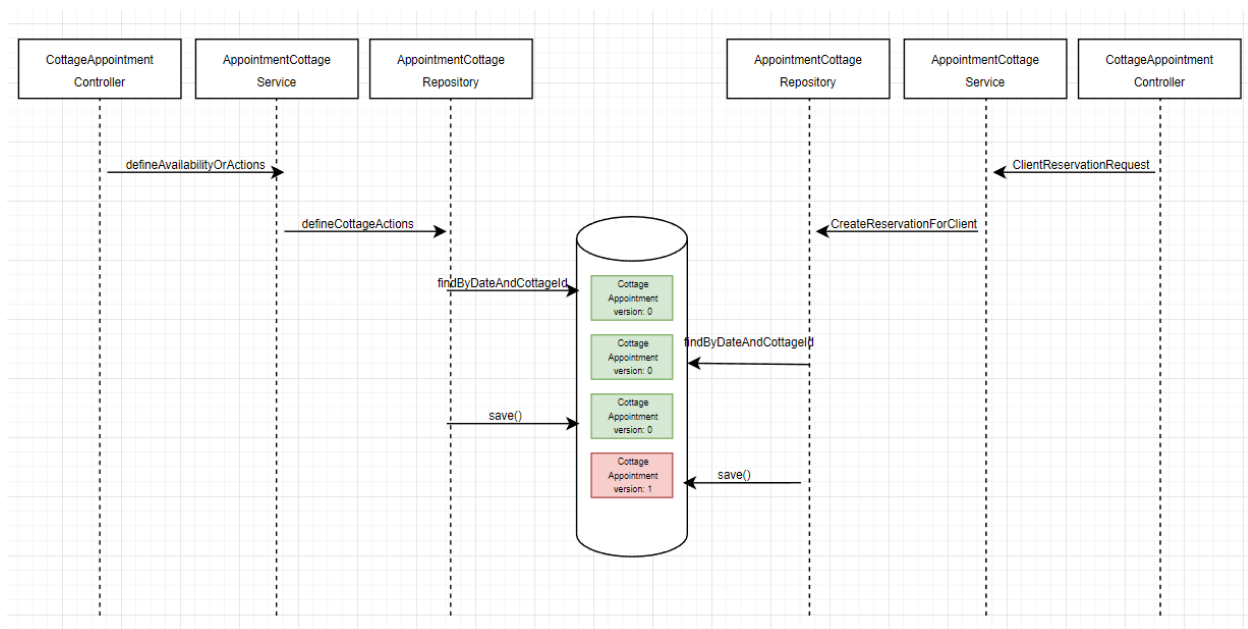 CottageAppointment
Controller
AppointmentCottage
Service
AppointmentCottage
Repository
AppointmentCottage
Repository
AppointmentCottage
Service
CottageAppointment
Controller
defineAvailabilityOrActions
ClientReservationRequest
defineCottageActions
CreateReservationForClient
findByDateAndCottageId
Cottage
Appointment
version: 0
findByDateAndCottageId
Cottage
Appointment
version: 0
save()
Cottage
Appointment
version: 0
Cottage
Appointment
version: 1
save()